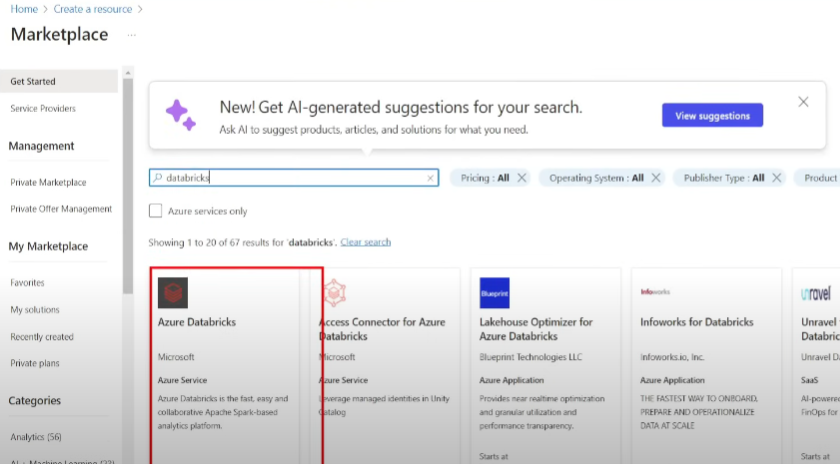 Home > Create a resource >
Marketplace ...
Get Started
Service Providers
Management
Private Marketplace
Private Offer Management
My Marketplace
Favorites
My solutions
Recently created
Private plans
Categories
Analytics (56)
New! Get AI-generated suggestions for your search.
Ask AI to suggest products, articles, and solutions for what you need.
View suggestions
databricks
Pricing : All
Operating System : All
Publisher Type : All
Product
Azure services only
Showing 1 to 20 of 67 results for 'databricks'. Clear search
Azure Databricks
Microsoft
Azure Service
Azure Databricks is the fast, easy and
collaborative Apache Spark-based
analytics platform.
Access Connector for Azure
Databricks
Microsoft
Azure Service
Leverage managed identities in Unity
Catalog
Blueprint
Lakehouse Optimizer for
Azure Databricks
Blueprint Technologies LLC
Azure Application
Provides near realtime optimization
and granular utilization and
performance transparency.
Starts at
Infoworks
Infoworks for Databricks
Infoworks.io, Inc.
Azure Application
THE FASTEST WAY TO ONBOARD,
PREPARE AND OPERATIONALIZE
DATA AT SCALE
unravel
Unravel
Databric
Unravel Da
SaaS
AI-powere
FinOps for
Starts at